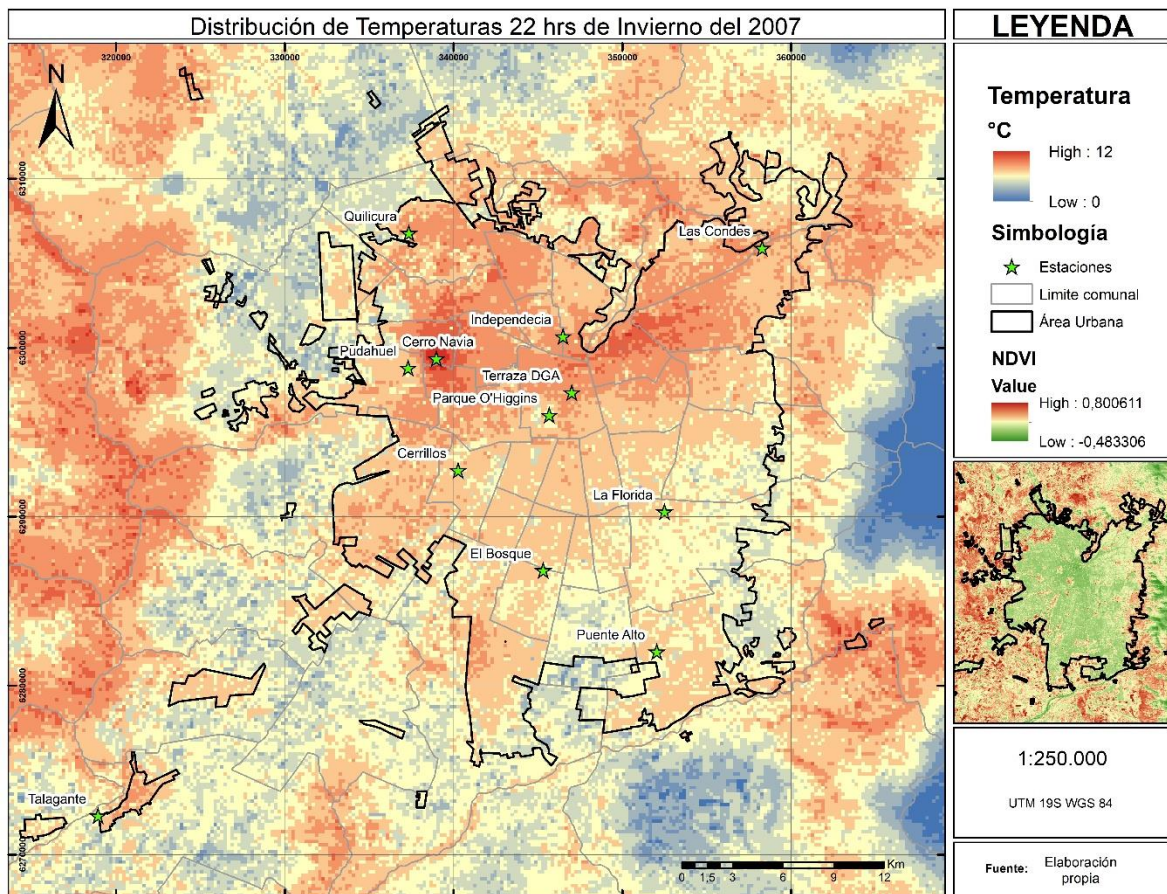 Distribución de Temperaturas 22 hrs de Invierno del 2007
320000
330000
340000
350000
360000
N
6310000
6300000
6290000
6280000
6270000
Quilicura
Las Condes
Independecia
Pudahuel
Cerro Navia
Terraza DGA
Parque O'Higgins
Cerrillos
La Florida
El Bosque
Puente Alto
Talagante
Km
0 1,5 3 6 9 12
LEYENDA
Temperatura
°C
High : 12
Low : 0
Simbología
Estaciones
Limite comunal
Área Urbana
NDVI
Value
High : 0,800611
Low : -0,483306
1:250.000
UTM 19S WGS 84
Fuente: Elaboración
propia